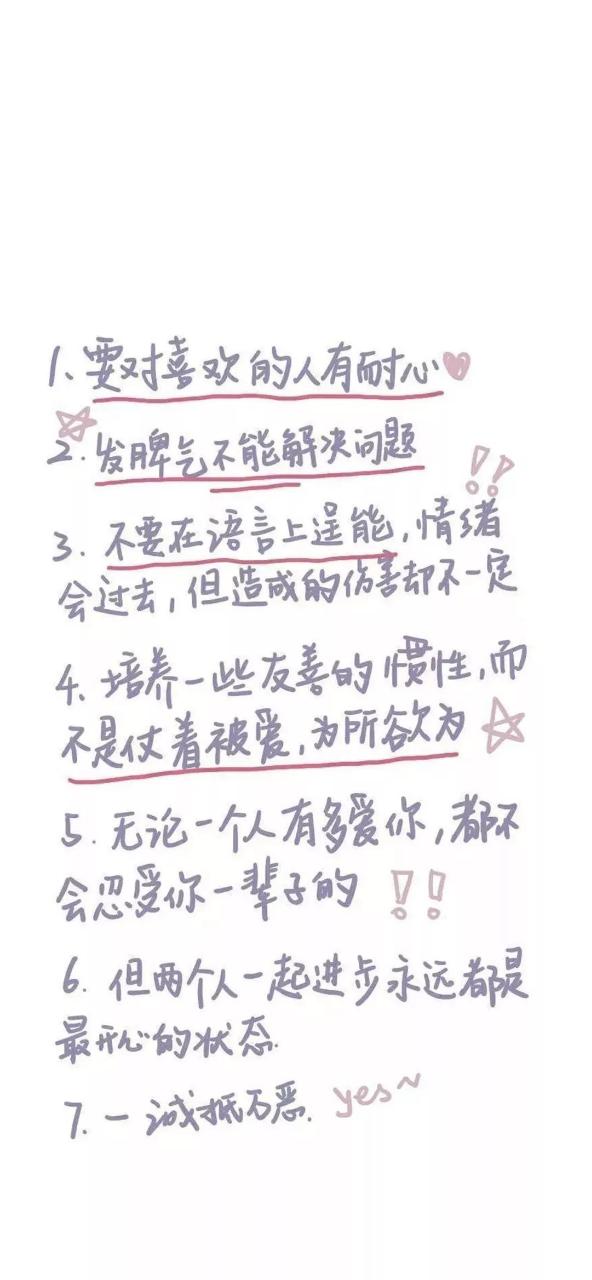 1、要对喜欢的人有耐心
2. 发脾气不能解决问题
!!
3. 不要在语言上逞能,情绪
会过去,但造成的伤害却不一定
4. 培养一些友善的惯性,而
不是仗着被爱,为所欲为
5. 无论一个人有多爱你,都不
会忍受你一辈子的 !!
6. 但两个人一起进步永远都是
最开心的状态.
7. 一诚抵万恶. yes~